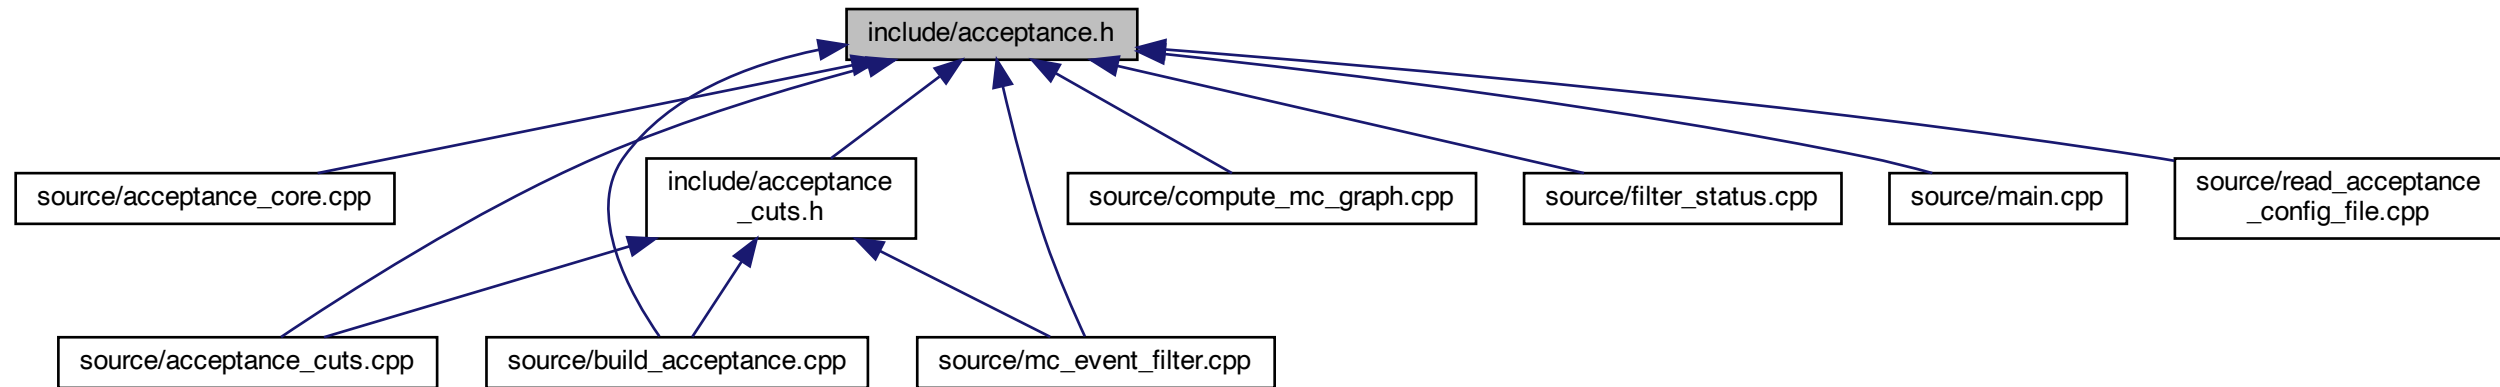 include/acceptance.h
source/acceptance_core.cpp
include/acceptance
_cuts.h
source/compute_mc_graph.cpp
source/filter_status.cpp
source/main.cpp
source/read_acceptance
_config_file.cpp
source/acceptance_cuts.cpp
source/build_acceptance.cpp
source/mc_event_filter.cpp